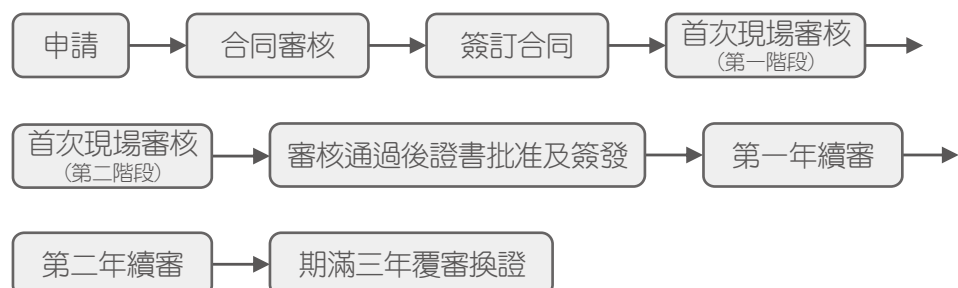 申請
合同審核
簽訂合同
首次現場審核
(第一階段)
首次現場審核
(第二階段)
審核通過後證書批准及簽發
第一年續審
第二年續審
期滿三年覆審換證